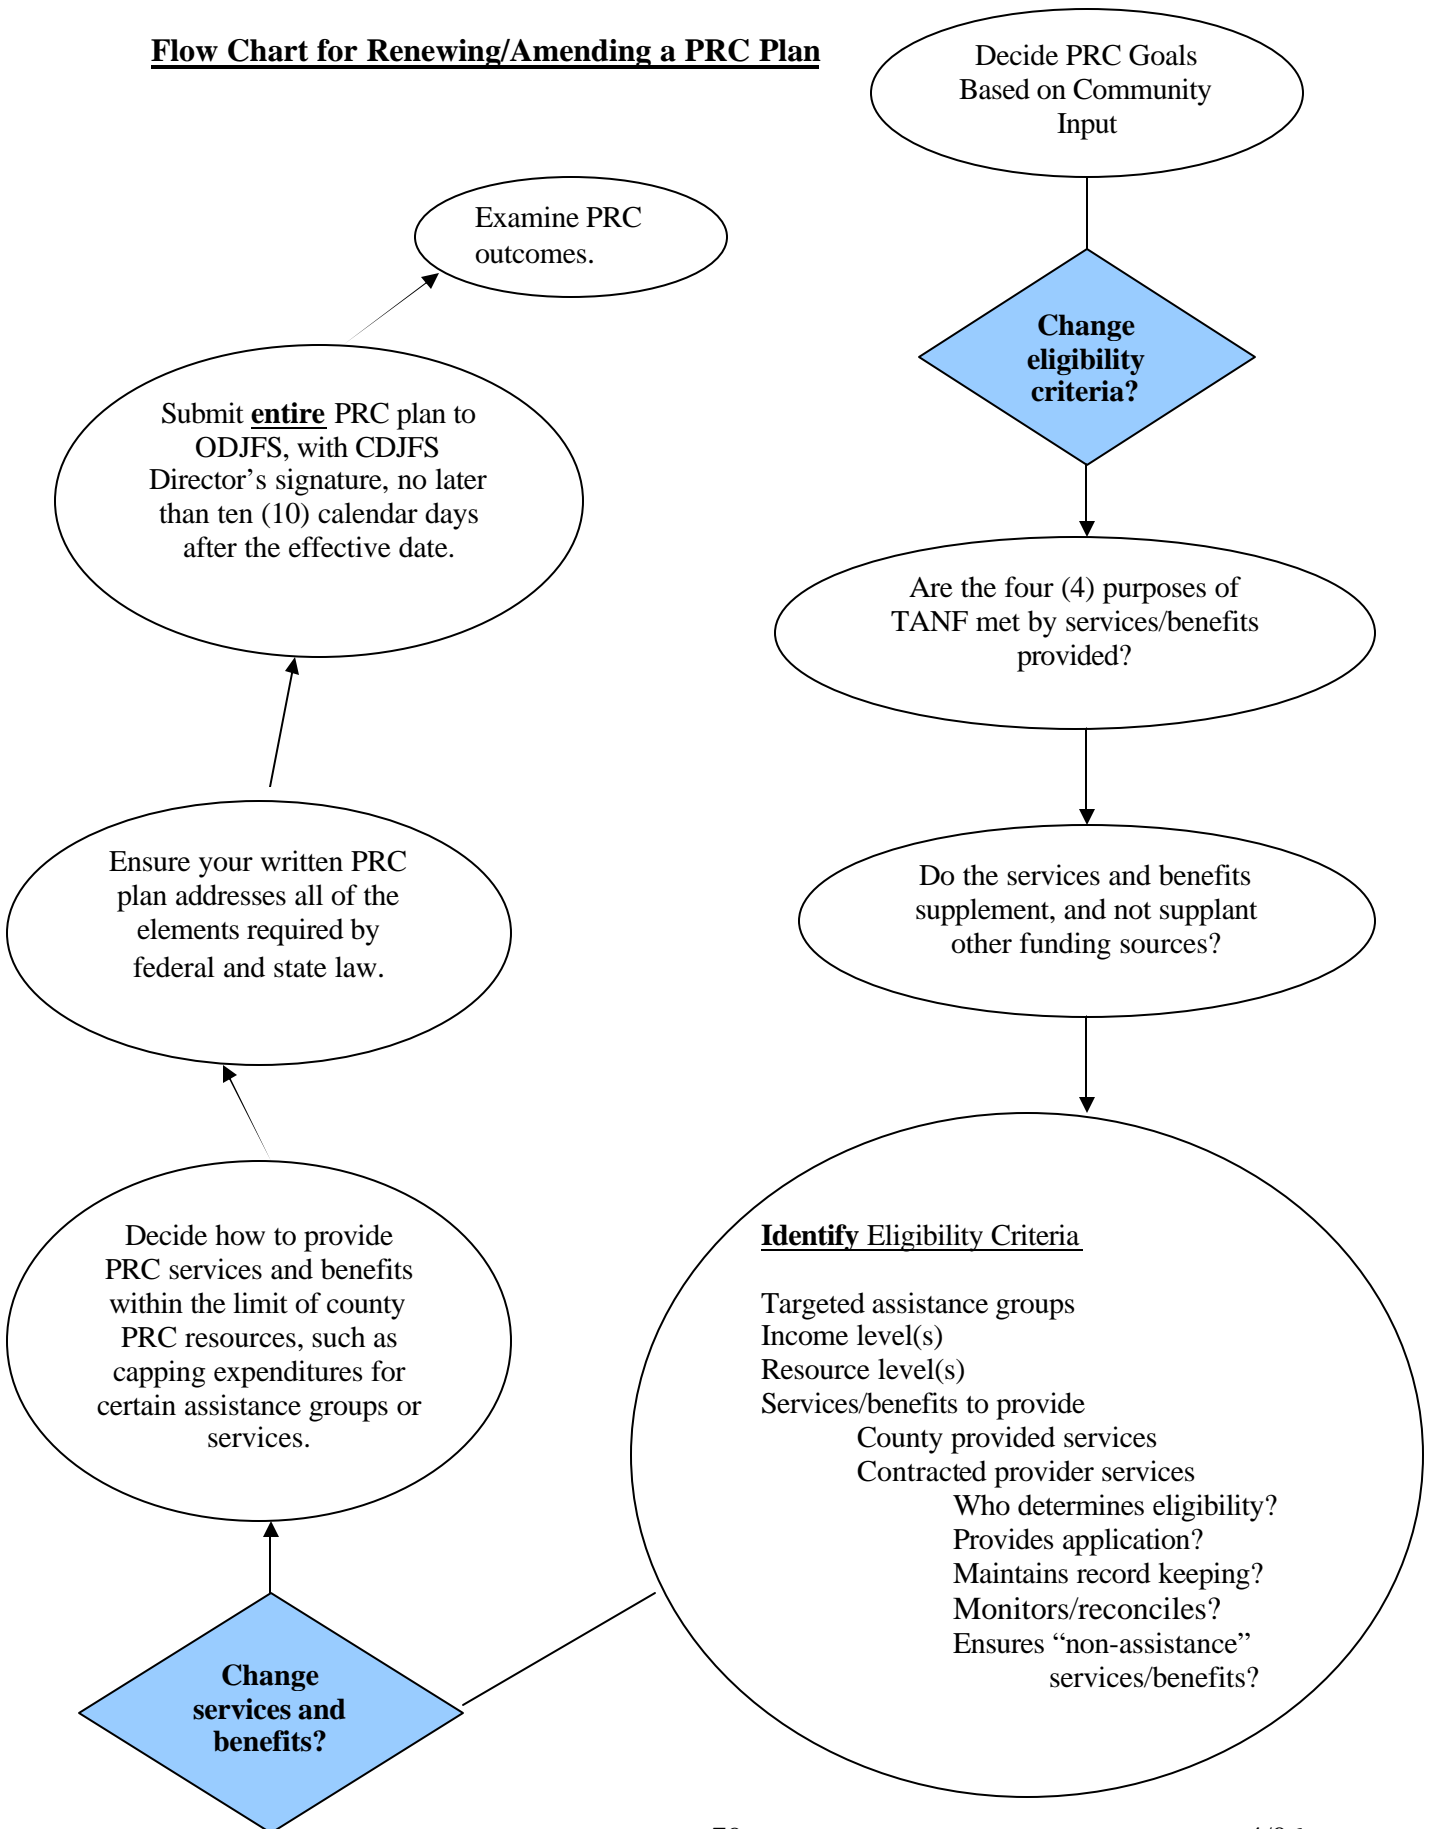 Flow Chart for Renewing/Amending a PRC Plan
Decide PRC Goals
Based on Community
Input
Change
eligibility
criteria?
Are the four (4) purposes of
TANF met by services/benefits
provided?
Do the services and benefits
supplement, and not supplant
other funding sources?
Identify Eligibility Criteria
Targeted assistance groups
Income level(s)
Resource level(s)
Services/benefits to provide
County provided services
Contracted provider services
Who determines eligibility?
Provides application?
Maintains record keeping?
Monitors/reconciles?
Ensures “non-assistance”
services/benefits?
Change
services and
benefits?
Decide how to provide
PRC services and benefits
within the limit of county
PRC resources, such as
capping expenditures for
certain assistance groups or
services.
Ensure your written PRC
plan addresses all of the
elements required by
federal and state law.
Submit entire PRC plan to
ODJFS, with CDJFS
Director’s signature, no later
than ten (10) calendar days
after the effective date.
Examine PRC
outcomes.